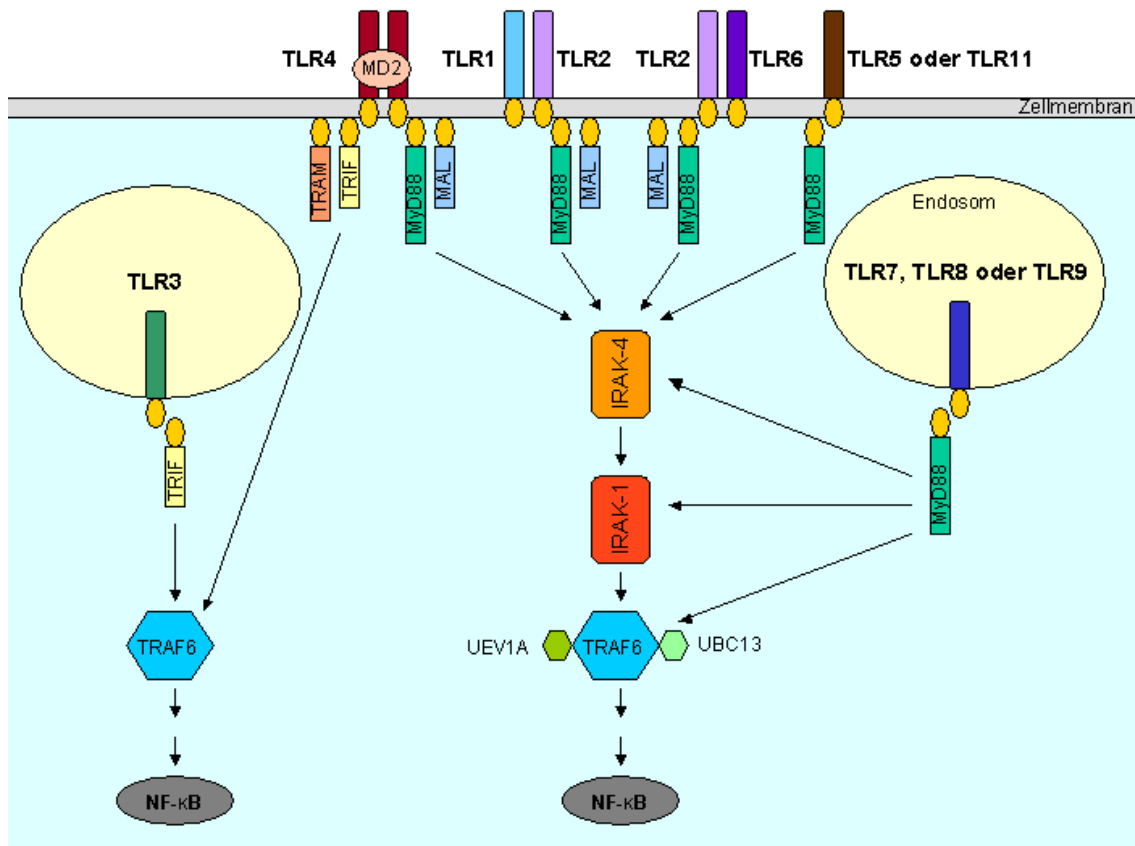 TLR4
MD2
TLR1
TLR2
TLR2
TLR6
TLR5 oder TLR11
Zellmembran
TRAM
TRIF
MyD88
MAL
MyD88
MAL
MAL
MyD88
MyD88
Endosom
TLR3
TLR7, TLR8 oder TLR9
IRAK-4
TRIF
MyD88
IRAK-1
TRAF6
UEV1A
TRAF6
UBC13
NF-κB
NF-κB